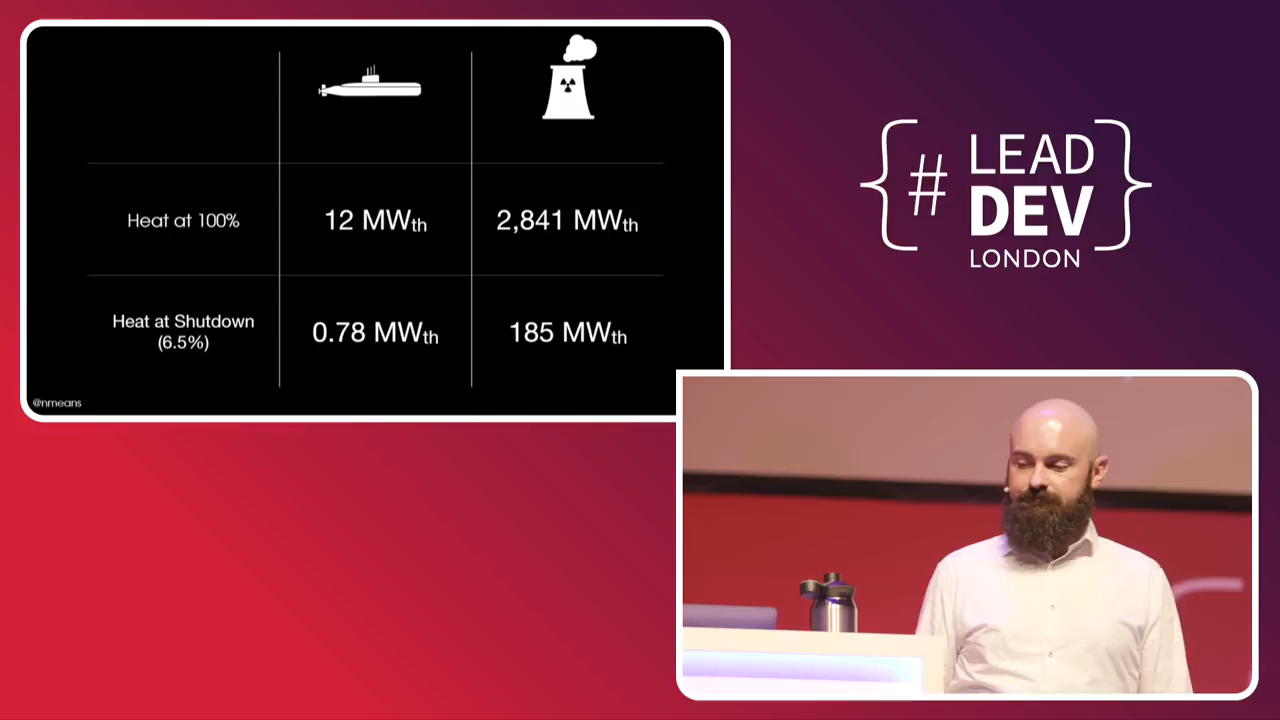 Heat at 100%
12 MWth
2,841 MWth
Heat at Shutdown
(6.5%)
0.78 MWth
185 MWth
@nmeans
{# LEAD
DEV
LONDON}